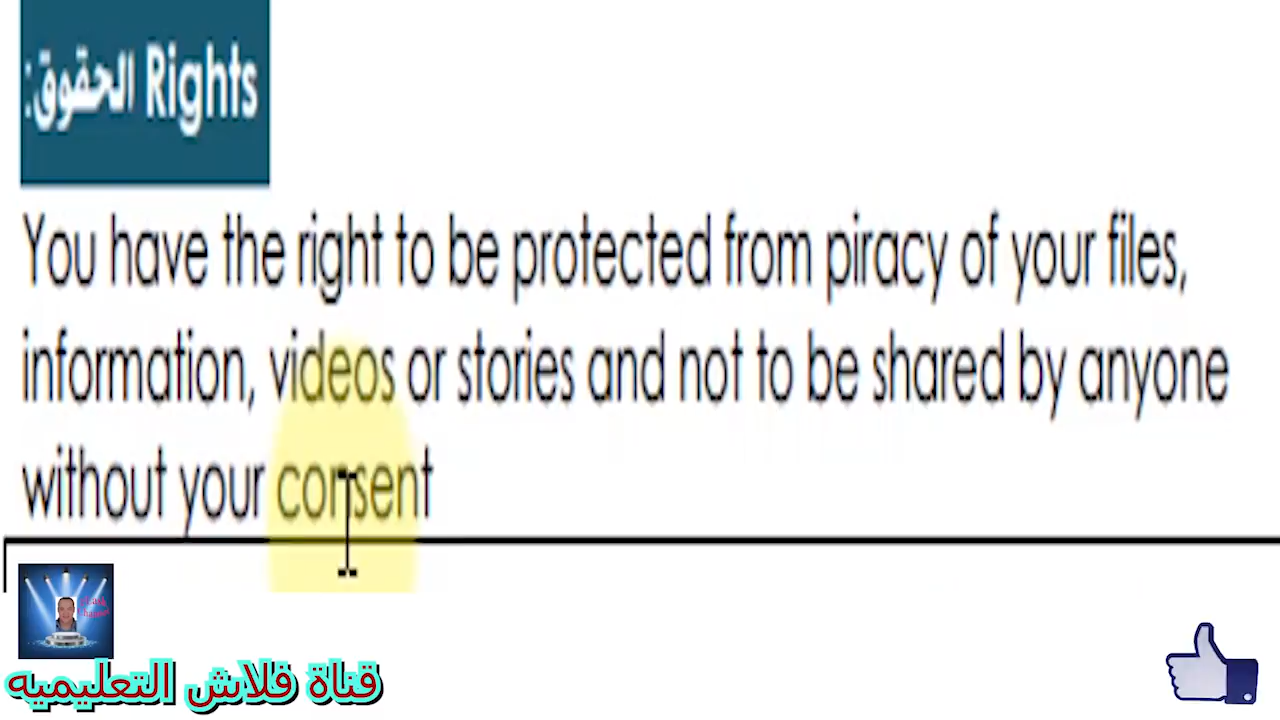 الحقوق Rights:
You have the right to be protected from piracy of your files,
information, videos or stories and not to be shared by anyone
without your consent
قناة فلاش التعليميه